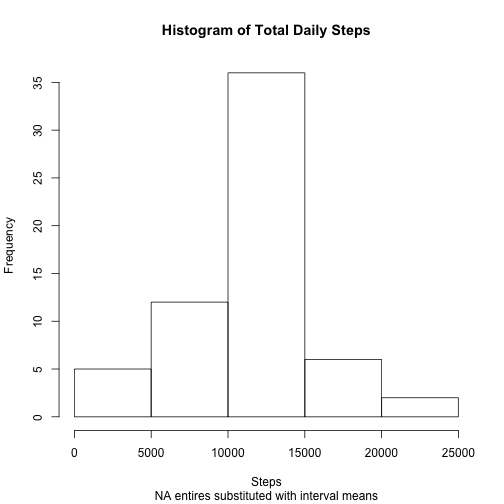 Histogram of Total Daily Steps
35
30
25
20
15
10
5
0
Frequency
0 5000 10000 15000 20000 25000
Steps
NA entires substituted with interval means